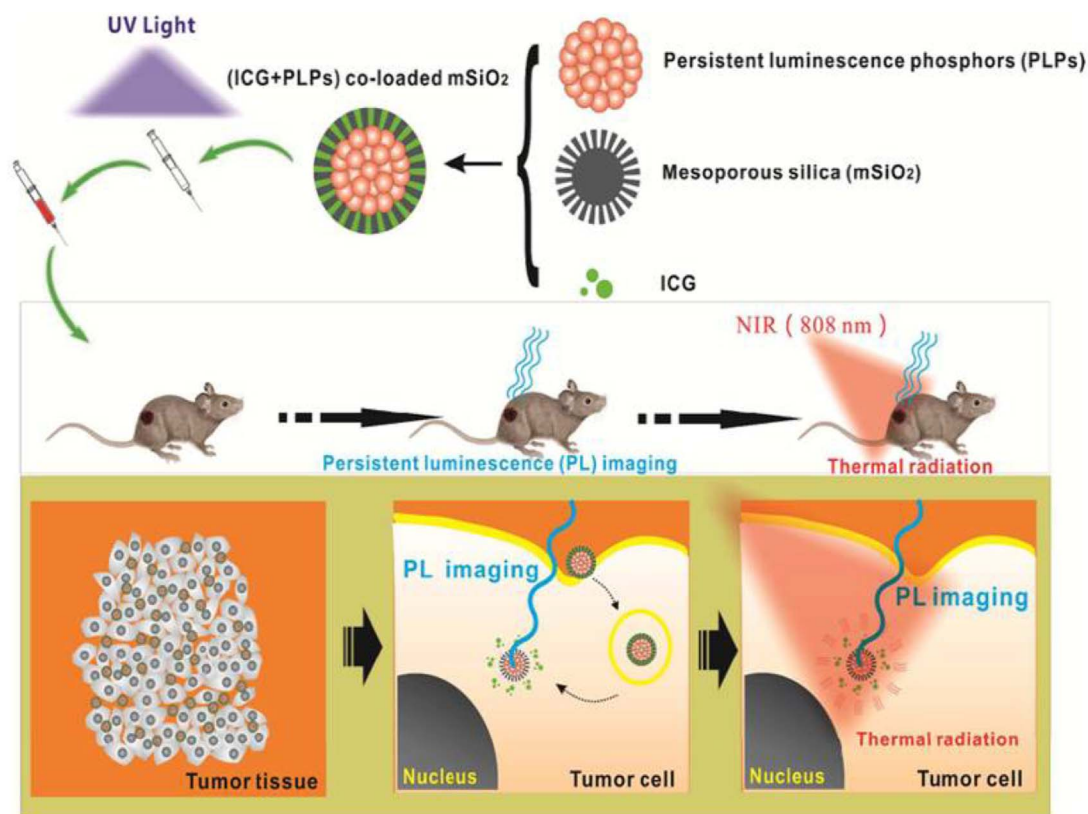 UV Light
(ICG+PLPs) co-loaded mSiO₂
Persistent luminescence phosphors (PLPs)
Mesoporous silica (mSiO₂)
ICG
NIR ( 808 nm )
Persistent luminescence (PL) imaging
Thermal radiation
PL imaging
PL imaging
Thermal radiation
Tumor tissue
Nucleus
Tumor cell
Nucleus
Tumor cell